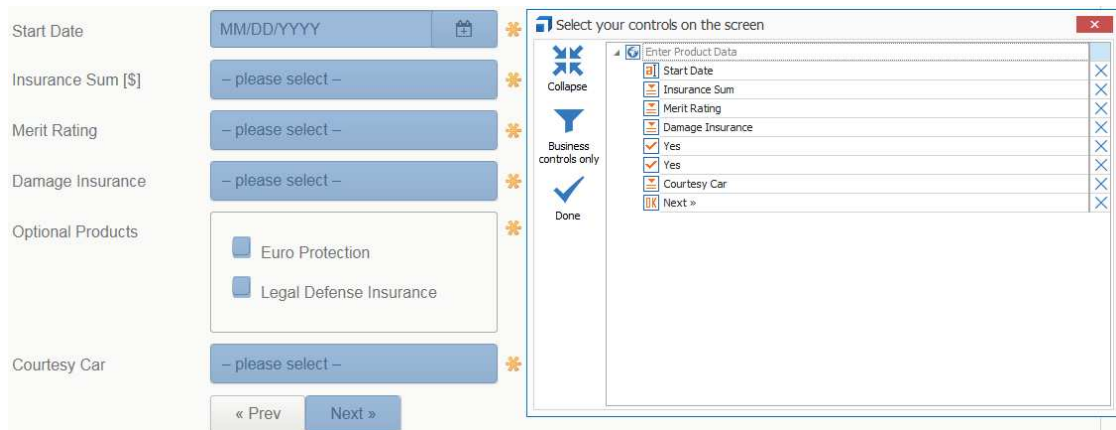 Start Date
MM/DD/YYYY
Insurance Sum [$]
– please select –
Merit Rating
– please select –
Damage Insurance
– please select –
Optional Products
Euro Protection
Legal Defense Insurance
Courtesy Car
– please select –
« Prev
Next »
Select your controls on the screen
Collapse
Business
controls only
Done
Enter Product Data
Start Date
Insurance Sum
Merit Rating
Damage Insurance
Yes
Yes
Courtesy Car
OK Next »